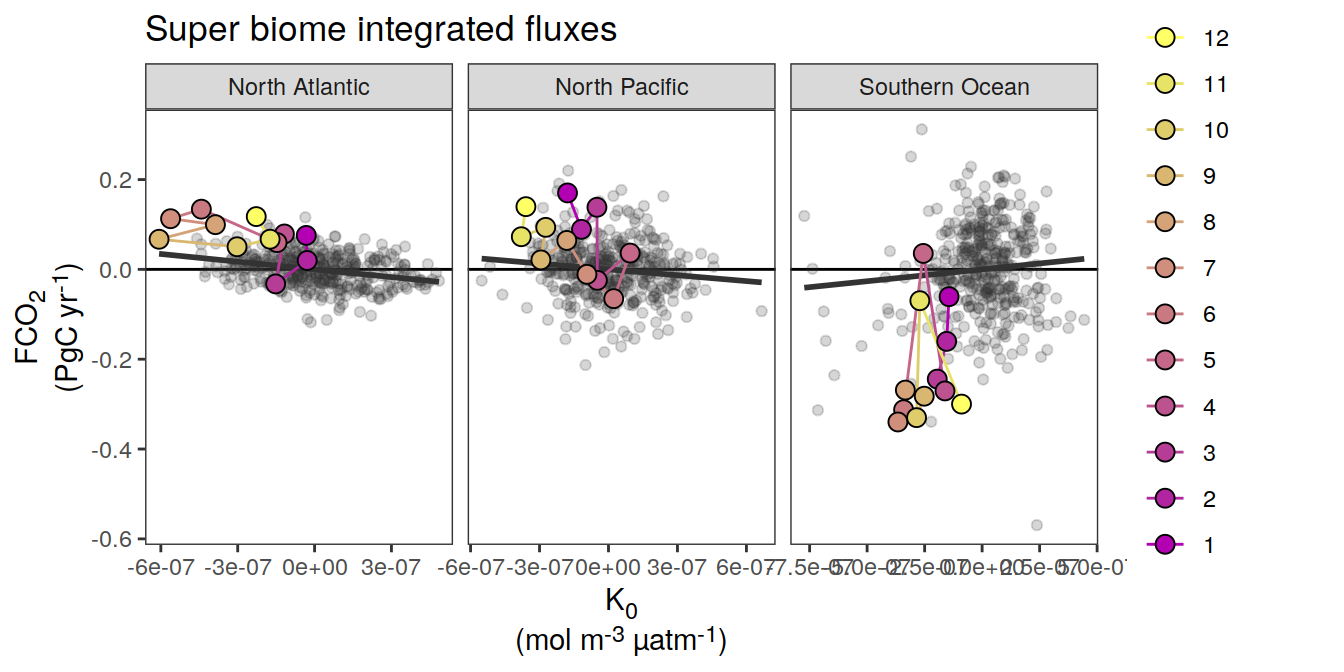 Super biome integrated fluxes
North Atlantic North Pacific Southern Ocean
FCO2
(PgC yr-1)
0.2
0.0
-0.2
-0.4
-0.6
-6e-07 -3e-07 0e+00 3e-07
-6e-07 -3e-07 0e+00 3e-07 6e-07
K0
(mol m-3 µatm-1)
12
11
10
9
8
7
6
5
4
3
2
1